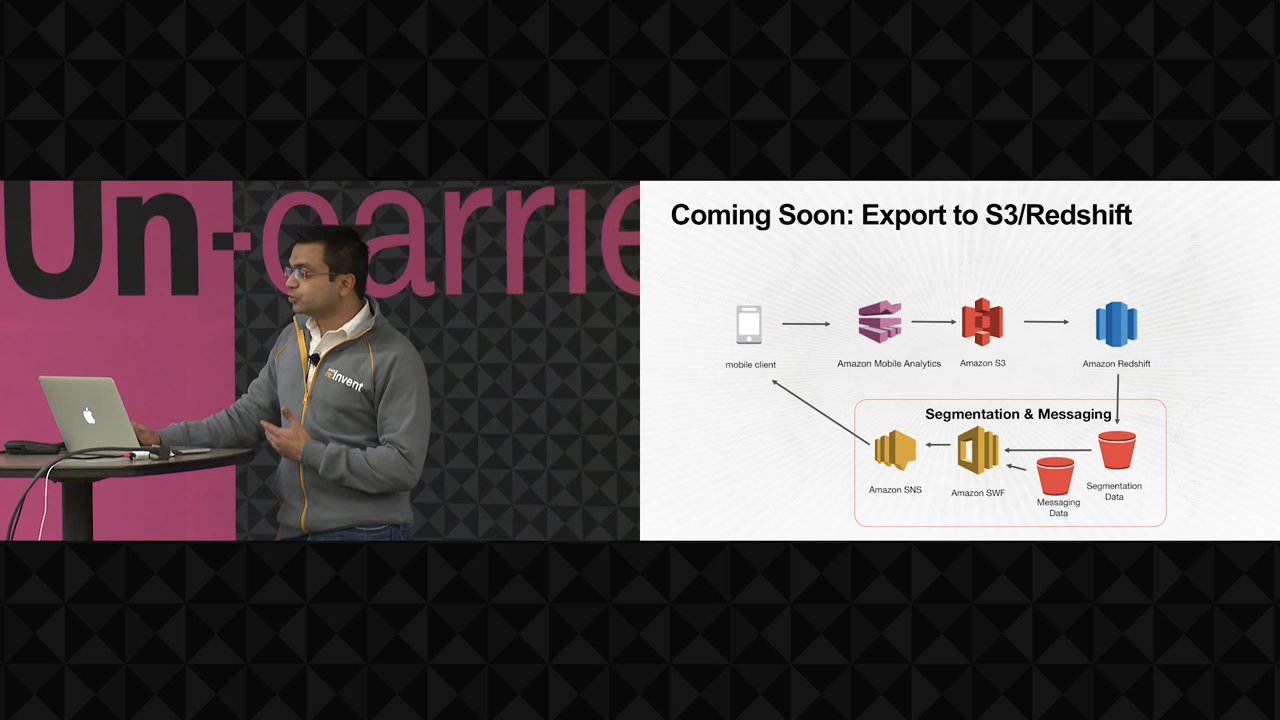 Un-carrie
re:Invent
Coming Soon: Export to S3/Redshift
mobile client
Amazon Mobile Analytics
Amazon S3
Amazon Redshift
Segmentation & Messaging
Amazon SNS
Amazon SWF
Messaging
Data
Segmentation
Data